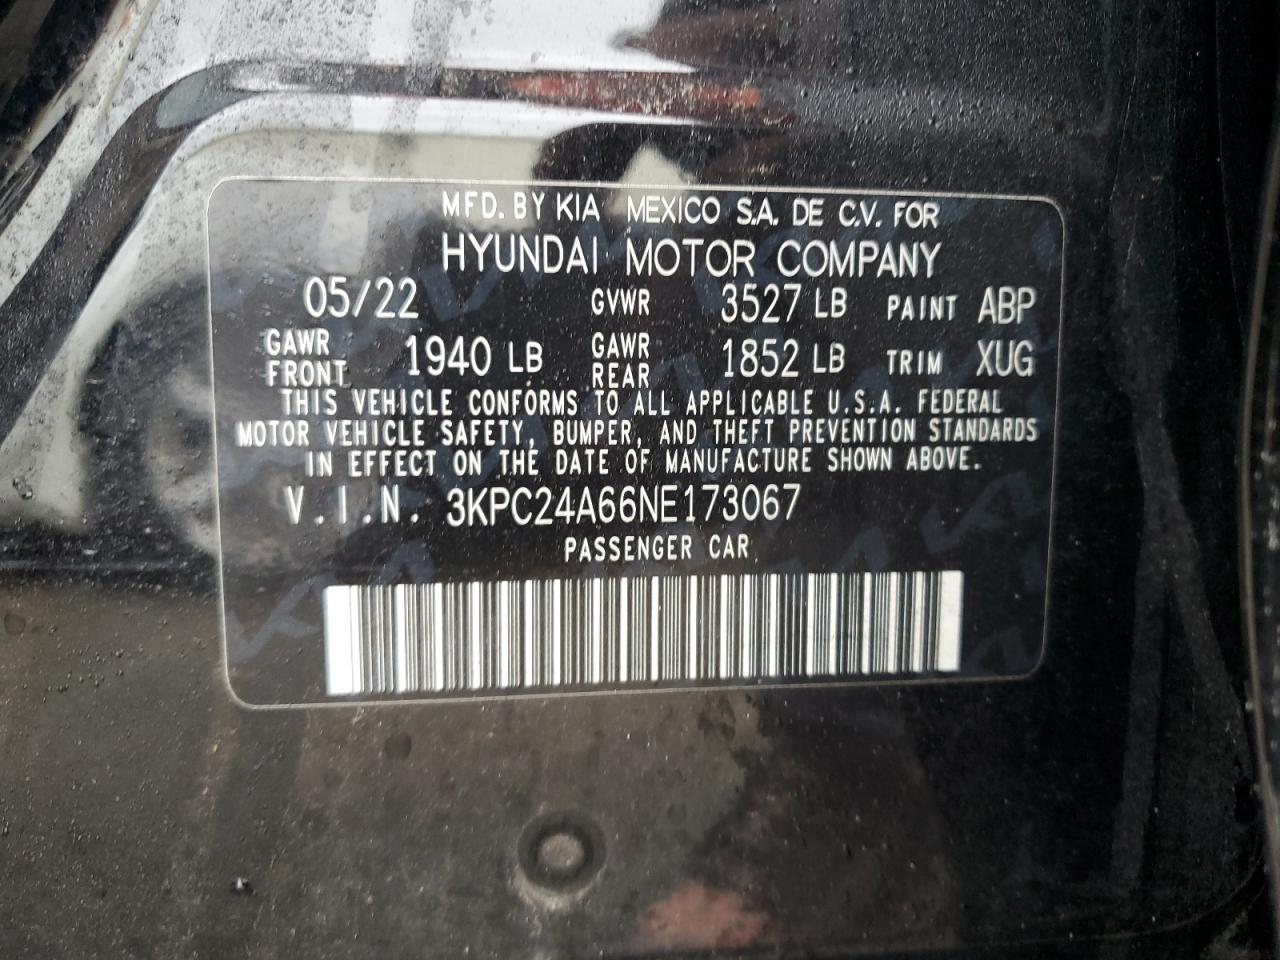 MFD. BY KIA MEXICO S.A. DE C.V. FOR
HYUNDAI MOTOR COMPANY
05/22 GVWR 3527 LB PAINT ABP
GAWR FRONT 1940 LB GAWR REAR 1852 LB TRIM XUG
THIS VEHICLE CONFORMS TO ALL APPLICABLE U.S.A. FEDERAL
MOTOR VEHICLE SAFETY, BUMPER, AND THEFT PREVENTION STANDARDS
IN EFFECT ON THE DATE OF MANUFACTURE SHOWN ABOVE.
V.I.N. 3KPC24A66NE173067
PASSENGER CAR